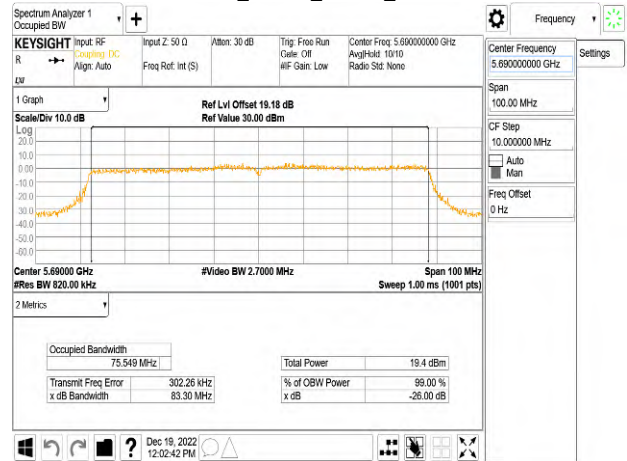 Spectrum Analyzer 1
Occupied BW
Frequency
KEYSIGHT
Input: RF
Coupling: DC
Align: Auto
Input Z: 50 Ω
Freq Ref: Int (S)
Atten: 30 dB
Trig: Free Run
Gate: Off
#IF Gain: Low
Center Freq: 5.690000000 GHz
Avg|Hold: 10/10
Radio Std: None
R
Center Frequency
5.690000000 GHz
Settings
Span
100.00 MHz
CF Step
10.000000 MHz
Auto
Man
Freq Offset
0 Hz
1 Graph
Scale/Div 10.0 dB
Ref Lvl Offset 19.18 dB
Ref Value 30.00 dBm
Log
20.0
10.0
0.00
-10.0
-20.0
-30.0
-40.0
-50.0
-60.0
Center 5.69000 GHz
#Video BW 2.7000 MHz
Span 100 MHz
#Res BW 820.00 kHz
Sweep 1.00 ms (1001 pts)
2 Metrics
Occupied Bandwidth
75.549 MHz
Total Power 19.4 dBm
Transmit Freq Error 302.26 kHz
% of OBW Power 99.00 %
x dB Bandwidth 83.30 MHz
x dB -26.00 dB
Dec 19, 2022
12:02:42 PM